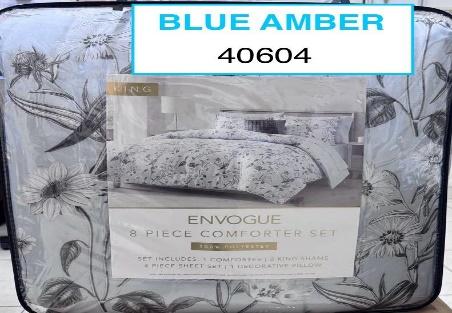 BLUE AMBER
40604
KING
ENVOGUE
8 PIECE COMFORTER SET
100% POLYESTER
SET INCLUDES: 1 COMFORTER | 2 KING SHAMS
4 PIECE SHEET SET | 1 DECORATIVE PILLOW